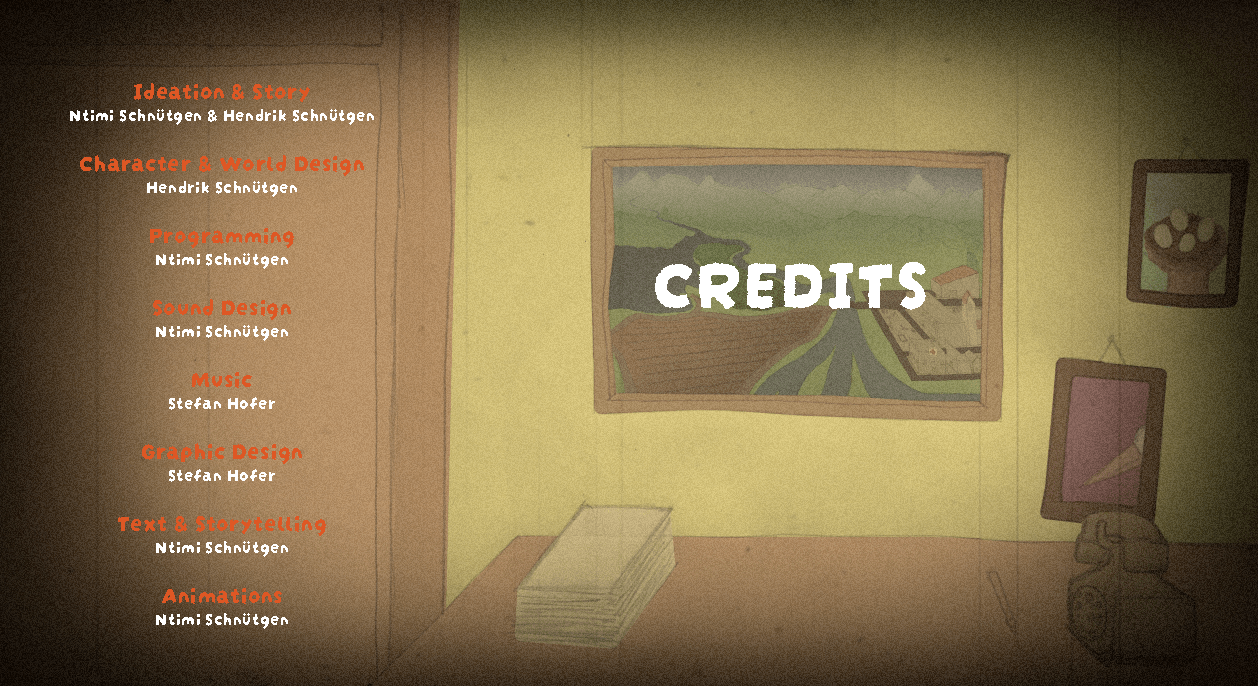 Ideation & Story
Ntimi Schnütgen & Hendrik Schnütgen
Character & World Design
Hendrik Schnütgen
Programming
Ntimi Schnütgen
Sound Design
Ntimi Schnütgen
Music
Stefan Hofer
Graphic Design
Stefan Hofer
Text & Storytelling
Ntimi Schnütgen
Animations
Ntimi Schnütgen
CREDITS